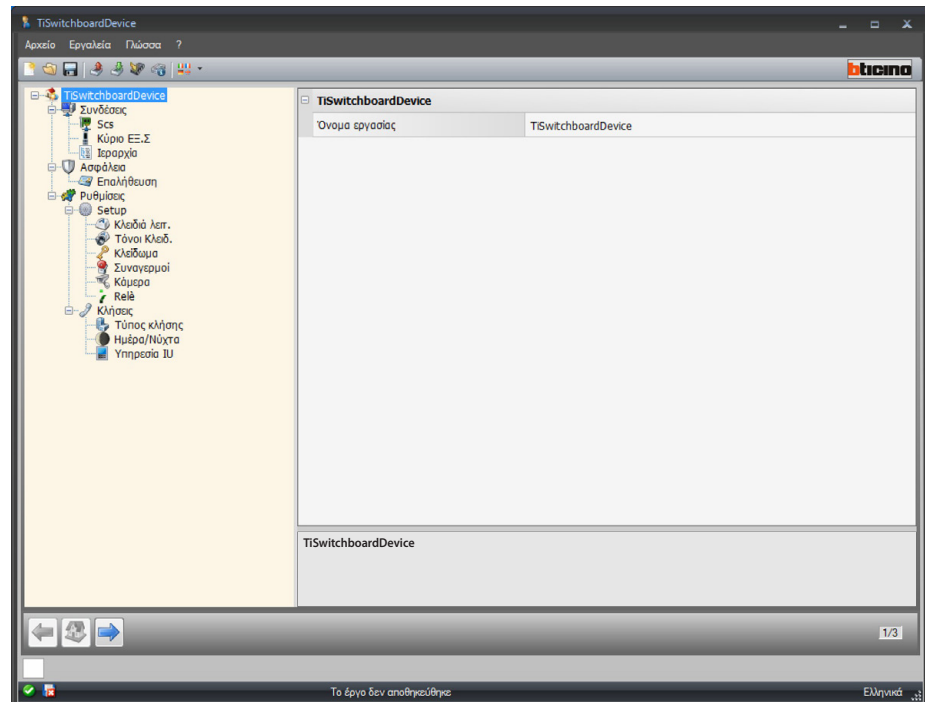 TiSwitchboardDevice
Αρχείο Εργαλεία Γλώσσα ?
bticino
TiSwitchboardDevice
Συνδέσεις
Scs
Κύριο ΕΞ.Σ
Ιεραρχία
Ασφάλεια
Επαλήθευση
Ρυθμίσεις
Setup
Κλειδιά λειτ.
Τόνοι Κλειδ.
Κλείδωμα
Συναγερμοί
Κάμερα
Relè
Κλήσεις
Τύπος κλήσης
Ημέρα/Νύχτα
Υπηρεσία IU
TiSwitchboardDevice
Όνομα εργασίας TiSwitchboardDevice
TiSwitchboardDevice
1/3
Το έργο δεν αποθηκεύθηκε Ελληνικά